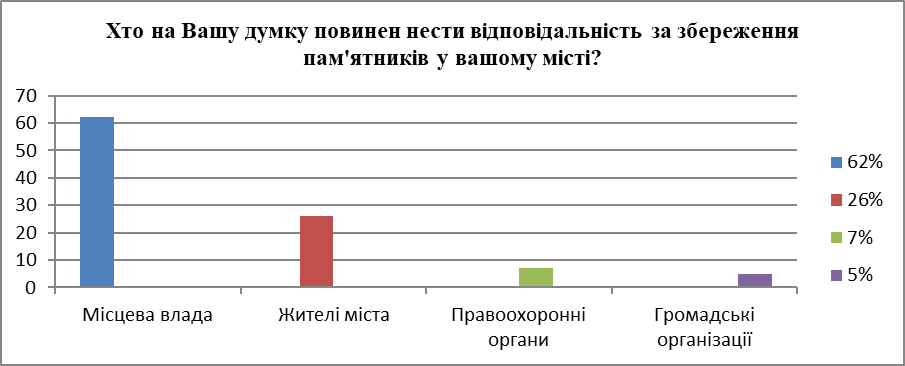 Хто на Вашу думку повинен нести відповідальність за збереження
пам'ятників у вашому місті?
70
60
50
40
30
20
10
0
Місцева влада
Жителі міста
Правоохоронні
органи
Громадські
організації
62%
26%
7%
5%